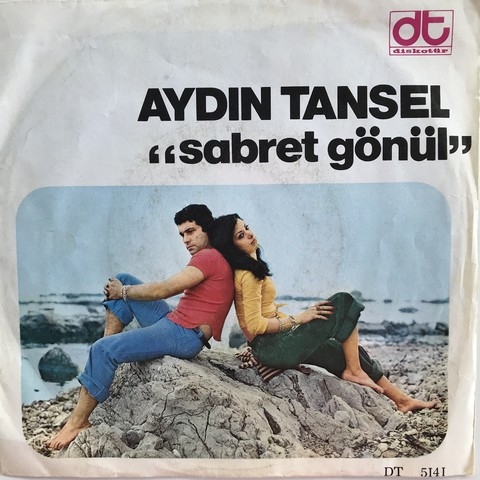 dt
diskotür
AYDIN TANSEL
“sabret gönül”
DT 5141